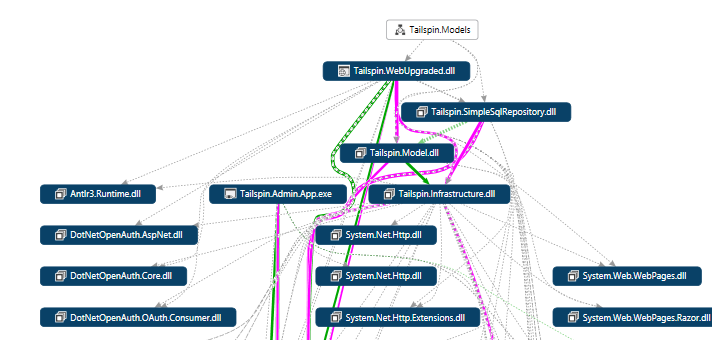 Tailspin.Models
Tailspin.WebUpgraded.dll
Tailspin.SimpleSqlRepository.dll
Tailspin.Model.dll
Antlr3.Runtime.dll
Tailspin.Admin.App.exe
Tailspin.Infrastructure.dll
DotNetOpenAuth.AspNet.dll
System.Net.Http.dll
DotNetOpenAuth.Core.dll
System.Net.Http.dll
System.Web.WebPages.dll
DotNetOpenAuth.OAuth.Consumer.dll
System.Net.Http.Extensions.dll
System.Web.WebPages.Razor.dll